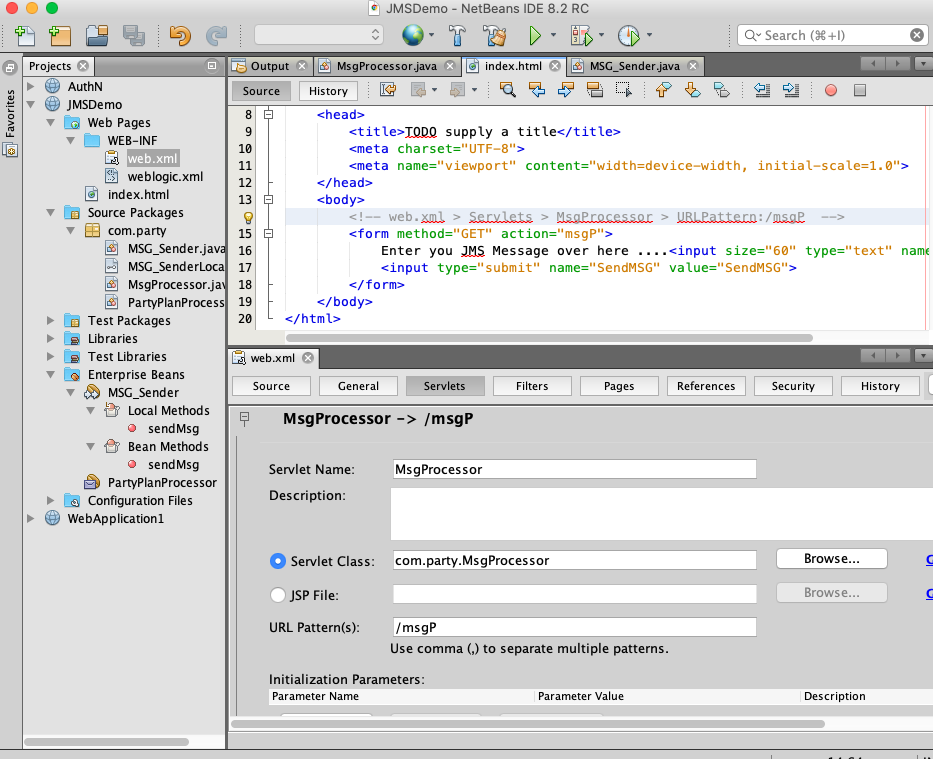 JMSDemo - NetBeans IDE 8.2 RC
Search (⌘+I)
Favorites
Projects
AuthN
JMSDemo
Web Pages
WEB-INF
web.xml
weblogic.xml
index.html
Source Packages
com.party
MSG_Sender.java
MSG_SenderLoca
MsgProcessor.jav
PartyPlanProcess
Test Packages
Libraries
Test Libraries
Enterprise Beans
MSG_Sender
Local Methods
sendMsg
Bean Methods
sendMsg
PartyPlanProcessor
Configuration Files
WebApplication1
Output MsgProcessor.java index.html MSG_Sender.java
Source History
8 <head>
9 <title>TODO supply a title</title>
10 <meta charset="UTF-8">
11 <meta name="viewport" content="width=device-width, initial-scale=1.0">
12 </head>
13 <body>
<!-- web.xml > Servlets > MsgProcessor > URLPattern:/msgP -->
15 <form method="GET" action="msgP">
16 Enter you JMS Message over here ....<input size="60" type="text" name
17 <input type="submit" name="SendMSG" value="SendMSG">
18 </form>
19 </body>
20 </html>
web.xml
Source General Servlets Filters Pages References Security History
MsgProcessor -> /msgP
Servlet Name: MsgProcessor
Description:
Servlet Class: com.party.MsgProcessor Browse...
JSP File: Browse...
URL Pattern(s): /msgP
Use comma (,) to separate multiple patterns.
Initialization Parameters:
Parameter Name Parameter Value Description